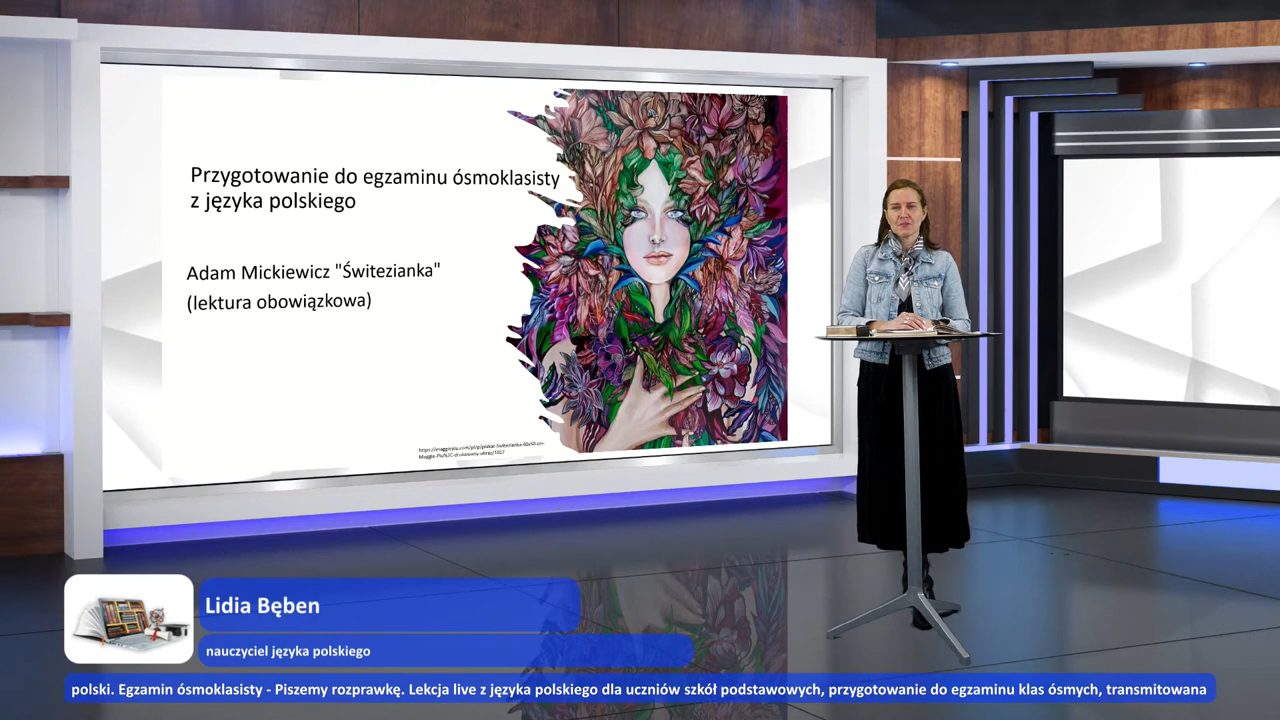 Przygotowanie do egzaminu ósmoklasisty
z języka polskiego
Adam Mickiewicz "Świtezianka"
(lektura obowiązkowa)
Lidia Bęben
nauczyciel języka polskiego
polski. Egzamin ósmoklasisty - Piszemy rozprawkę. Lekcja live z języka polskiego dla uczniów szkół podstawowych, przygotowanie do egzaminu klas ósmych, transmitowana